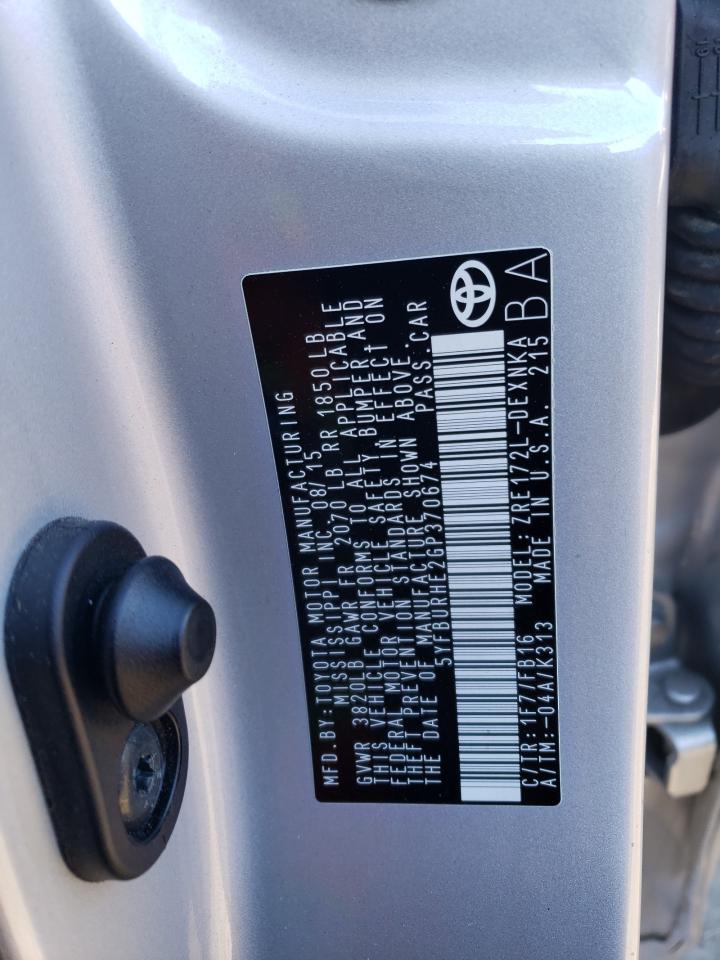 MFD.BY:TOYOTA MOTOR MANUFACTURING
MISSISSIPPI INC. 08/15
GVWR 3820LB GAWR FR 2070 LB RR 1850 LB
THIS VEHICLE CONFORMS TO ALL APPLICABLE
FEDERAL MOTOR VEHICLE SAFETY, BUMPER AND
THEFT PREVENTION STANDARDS IN EFFECT ON
THE DATE OF MANUFACTURE SHOWN ABOVE.
5YFBURHE2GP370674 PASS.CAR
C/TR:1F7/FB16 MODEL:ZRE172L-DEXNKA
A/TM:-04A/K313 MADE IN U.S.A. 215
BA